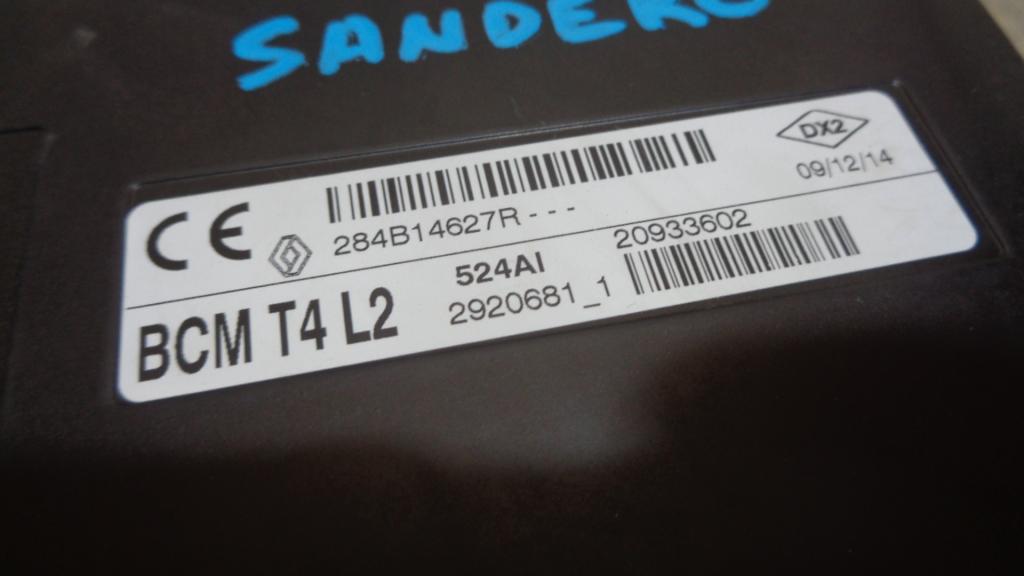 SANDERO
DX2
284B14627R - - -
09/12/14
CE
BCM T4 L2
524AI
2920681_1
20933602